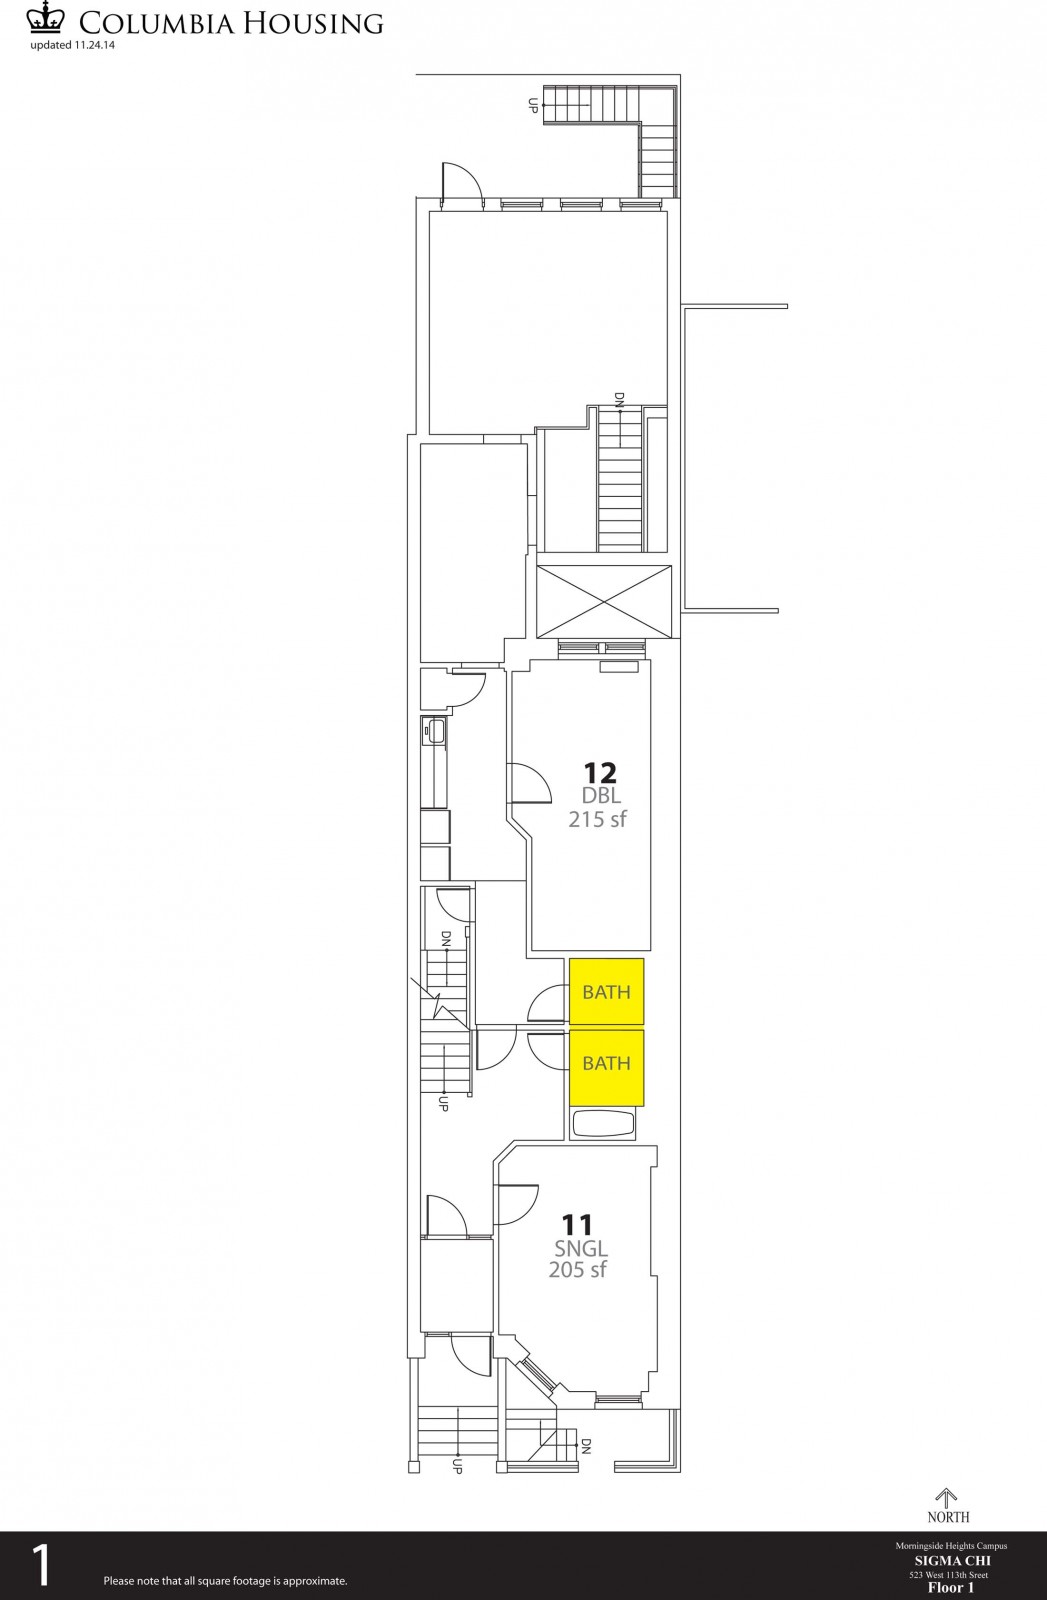 COLUMBIA HOUSING
updated 11.24.14
UP
DN
12
DBL
215 sf
DN
BATH
BATH
UP
11
SNGL
205 sf
DN
UP
NORTH
1
Please note that all square footage is approximate.
Morningside Heights Campus
SIGMA CHI
523 West 113th Sreet
Floor 1